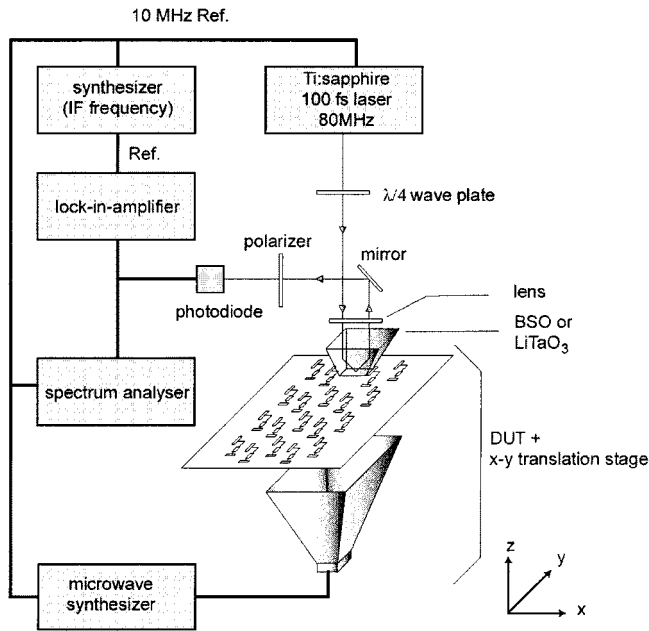 10 MHz Ref.
synthesizer
(IF frequency)
Ti:sapphire
100 fs laser
80MHz
Ref.
lock-in-amplifier
λ/4 wave plate
polarizer
mirror
photodiode
lens
BSO or
LiTaO3
spectrum analyser
DUT +
x-y translation stage
microwave
synthesizer
z
y
x